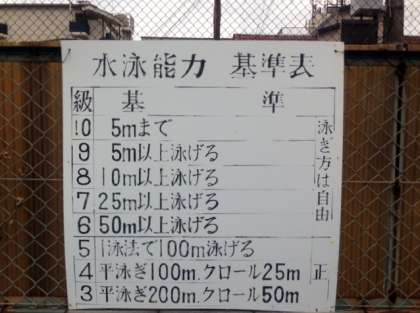 水泳能力 基準表
級 基準
10 5mまで
9 5m以上泳げる
8 10m以上泳げる
7 25m以上泳げる
6 50m以上泳げる
泳ぎ方は自由
5 1泳法で100m泳げる
4 平泳ぎ100m.クロール25m
3 平泳ぎ200m.クロール50m
正